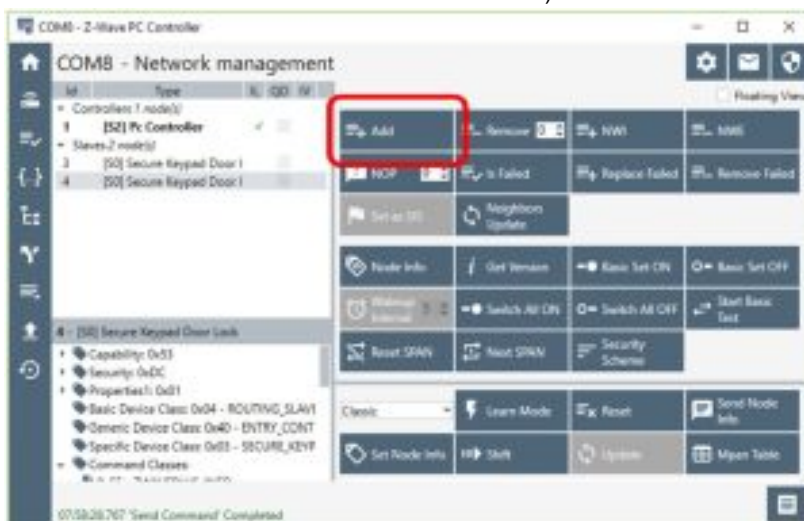 COM8 - Z-Wave PC Controller
COM8 - Network management
Id Type
Floating View
Controllers 1 node(s)
1 [S2] Pc Controller
Slaves 2 node(s)
3 [S0] Secure Keypad Door l
4 [S0] Secure Keypad Door l
Add
Remove
NWI
NWE
NOP
Is Failed
Replace Failed
Remove Failed
Set as SIS
Neighbors
Update
Node Info
Get Version
Basic Set ON
Basic Set OFF
Wakeup
Interval
Switch All ON
Switch All OFF
Start Basic
Test
Reset SPAN
Next SPAN
Security
Scheme
4 - [S0] Secure Keypad Door Lock
Capability: 0x53
Security: 0xDC
Properties1: 0x01
Basic Device Class: 0x04 - ROUTING_SLAVE
Generic Device Class: 0x40 - ENTRY_CONT
Specific Device Class: 0x03 - SECURE_KEYP
Command Classes
Classic
Learn Mode
Reset
Send Node
Info
Set Node Info
Shift
Update
Mpan Table
07:59:28.767 'Send Command' Completed